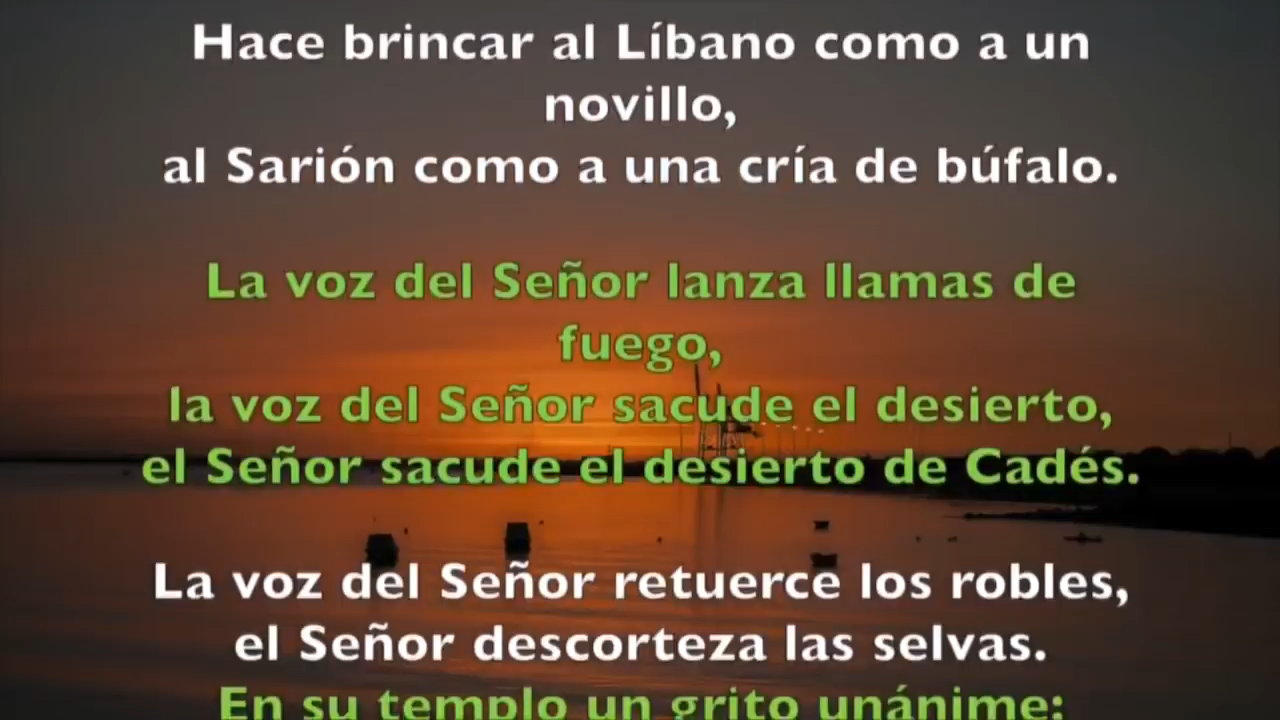 Hace brincar al Líbano como a un
novillo,
al Sarión como a una cría de búfalo.
La voz del Señor lanza llamas de
fuego,
la voz del Señor sacude el desierto,
el Señor sacude el desierto de Cadés.
La voz del Señor retuerce los robles,
el Señor descorteza las selvas.
En su templo un grito unánime: